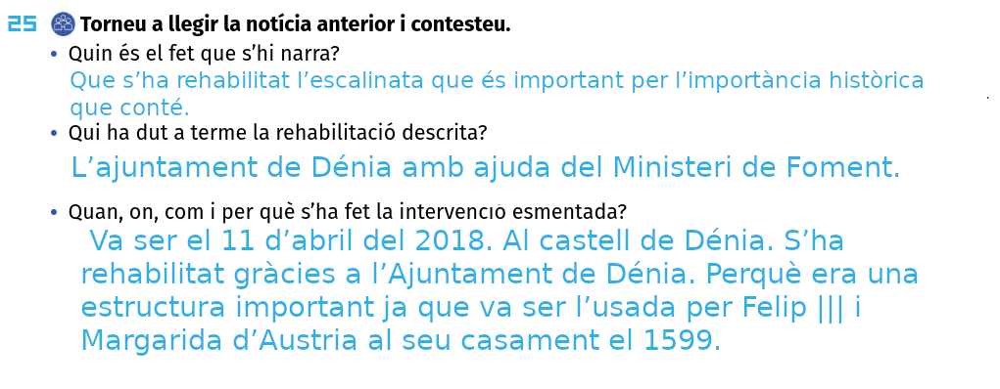 25 Torneu a llegir la notícia anterior i contesteu.
• Quin és el fet que s'hi narra?
Que s'ha rehabilitat l'escalinata que és important per l'importància històrica
que conté.
• Qui ha dut a terme la rehabilitació descrita?
L'ajuntament de Dénia amb ajuda del Ministeri de Foment.
• Quan, on, com i per què s'ha fet la intervenció esmentada?
Va ser el 11 d'abril del 2018. Al castell de Dénia. S'ha
rehabilitat gràcies a l'Ajuntament de Dénia. Perquè era una
estructura important ja que va ser l'usada per Felip ||| i
Margarida d'Austria al seu casament el 1599.